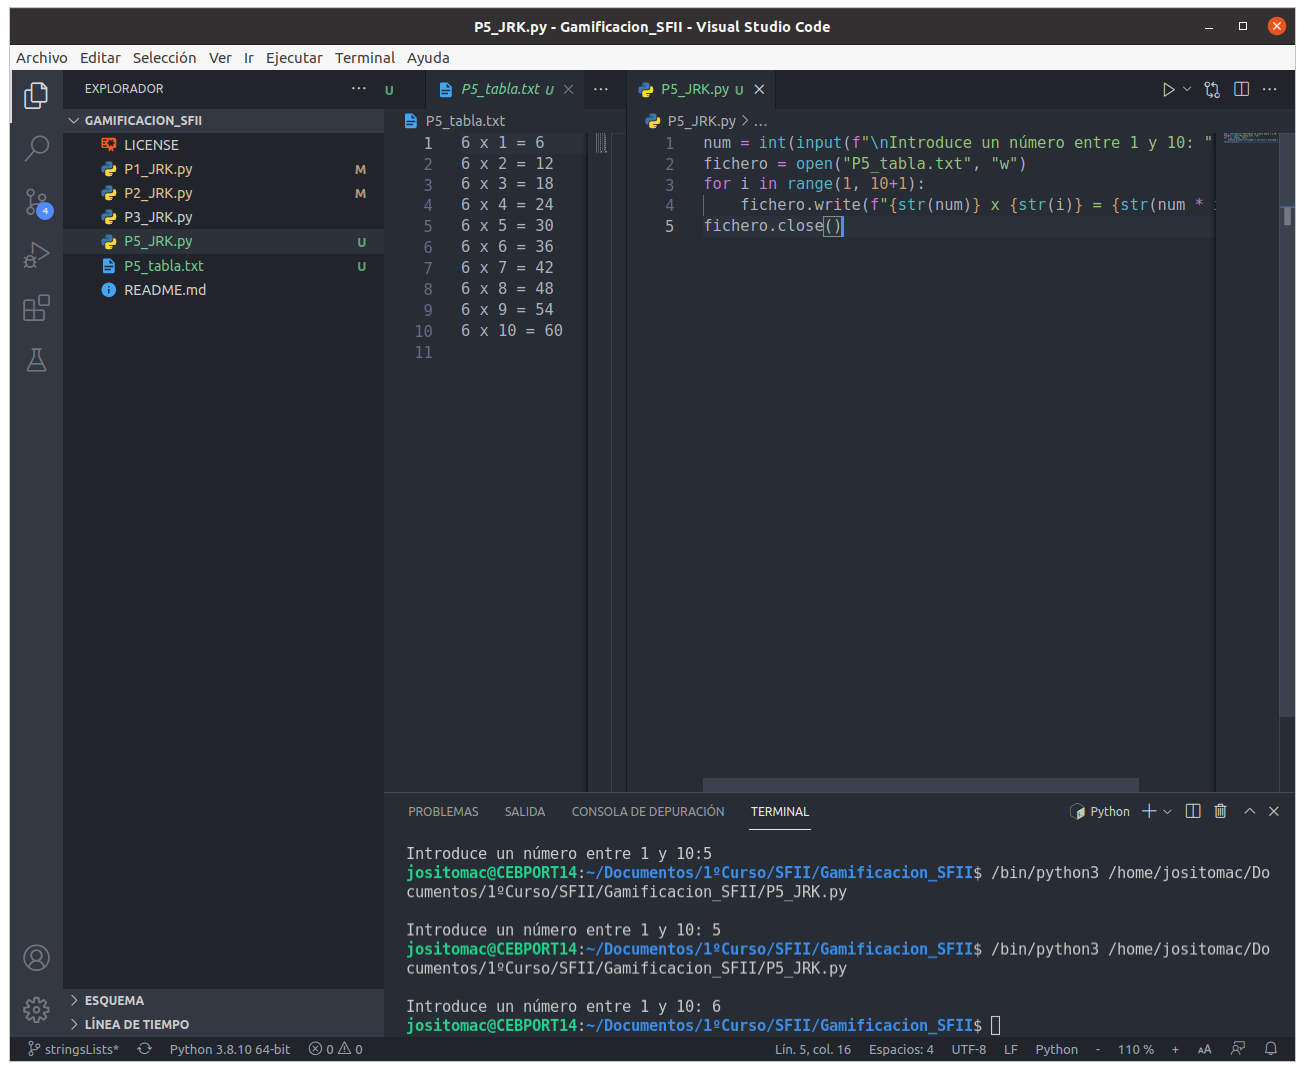 P5_JRK.py - Gamificacion_SFII - Visual Studio Code
Archivo Editar Selección Ver Ir Ejecutar Terminal Ayuda
EXPLORADOR
GAMIFICACION_SFII
LICENSE
P1_JRK.py M
P2_JRK.py M
P3_JRK.py
P5_JRK.py U
P5_tabla.txt U
README.md
ESQUEMA
LÍNEA DE TIEMPO
4
U
P5_tabla.txt U
P5_tabla.txt
1 6 x 1 = 6
2 6 x 2 = 12
3 6 x 3 = 18
4 6 x 4 = 24
5 6 x 5 = 30
6 6 x 6 = 36
7 6 x 7 = 42
8 6 x 8 = 48
9 6 x 9 = 54
10 6 x 10 = 60
11
P5_JRK.py U
P5_JRK.py > ...
1 num = int(input(f"\nIntroduce un número entre 1 y 10: "
2 fichero = open("P5_tabla.txt", "w")
3 for i in range(1, 10+1):
4 fichero.write(f"{str(num)} x {str(i)} = {str(num *
5 fichero.close()
PROBLEMAS SALIDA CONSOLA DE DEPURACIÓN TERMINAL Python
Introduce un número entre 1 y 10:5
jositomac@CEBPORT14:~/Documentos/1ºCurso/SFII/Gamificacion_SFII$ /bin/python3 /home/jositomac/Do
cumentos/1ºCurso/SFII/Gamificacion_SFII/P5_JRK.py
Introduce un número entre 1 y 10: 5
jositomac@CEBPORT14:~/Documentos/1ºCurso/SFII/Gamificacion_SFII$ /bin/python3 /home/jositomac/Do
cumentos/1ºCurso/SFII/Gamificacion_SFII/P5_JRK.py
Introduce un número entre 1 y 10: 6
jositomac@CEBPORT14:~/Documentos/1ºCurso/SFII/Gamificacion_SFII$
stringsLists* Python 3.8.10 64-bit 0 0 Lín. 5, col. 16 Espacios: 4 UTF-8 LF Python - 110 % + AA